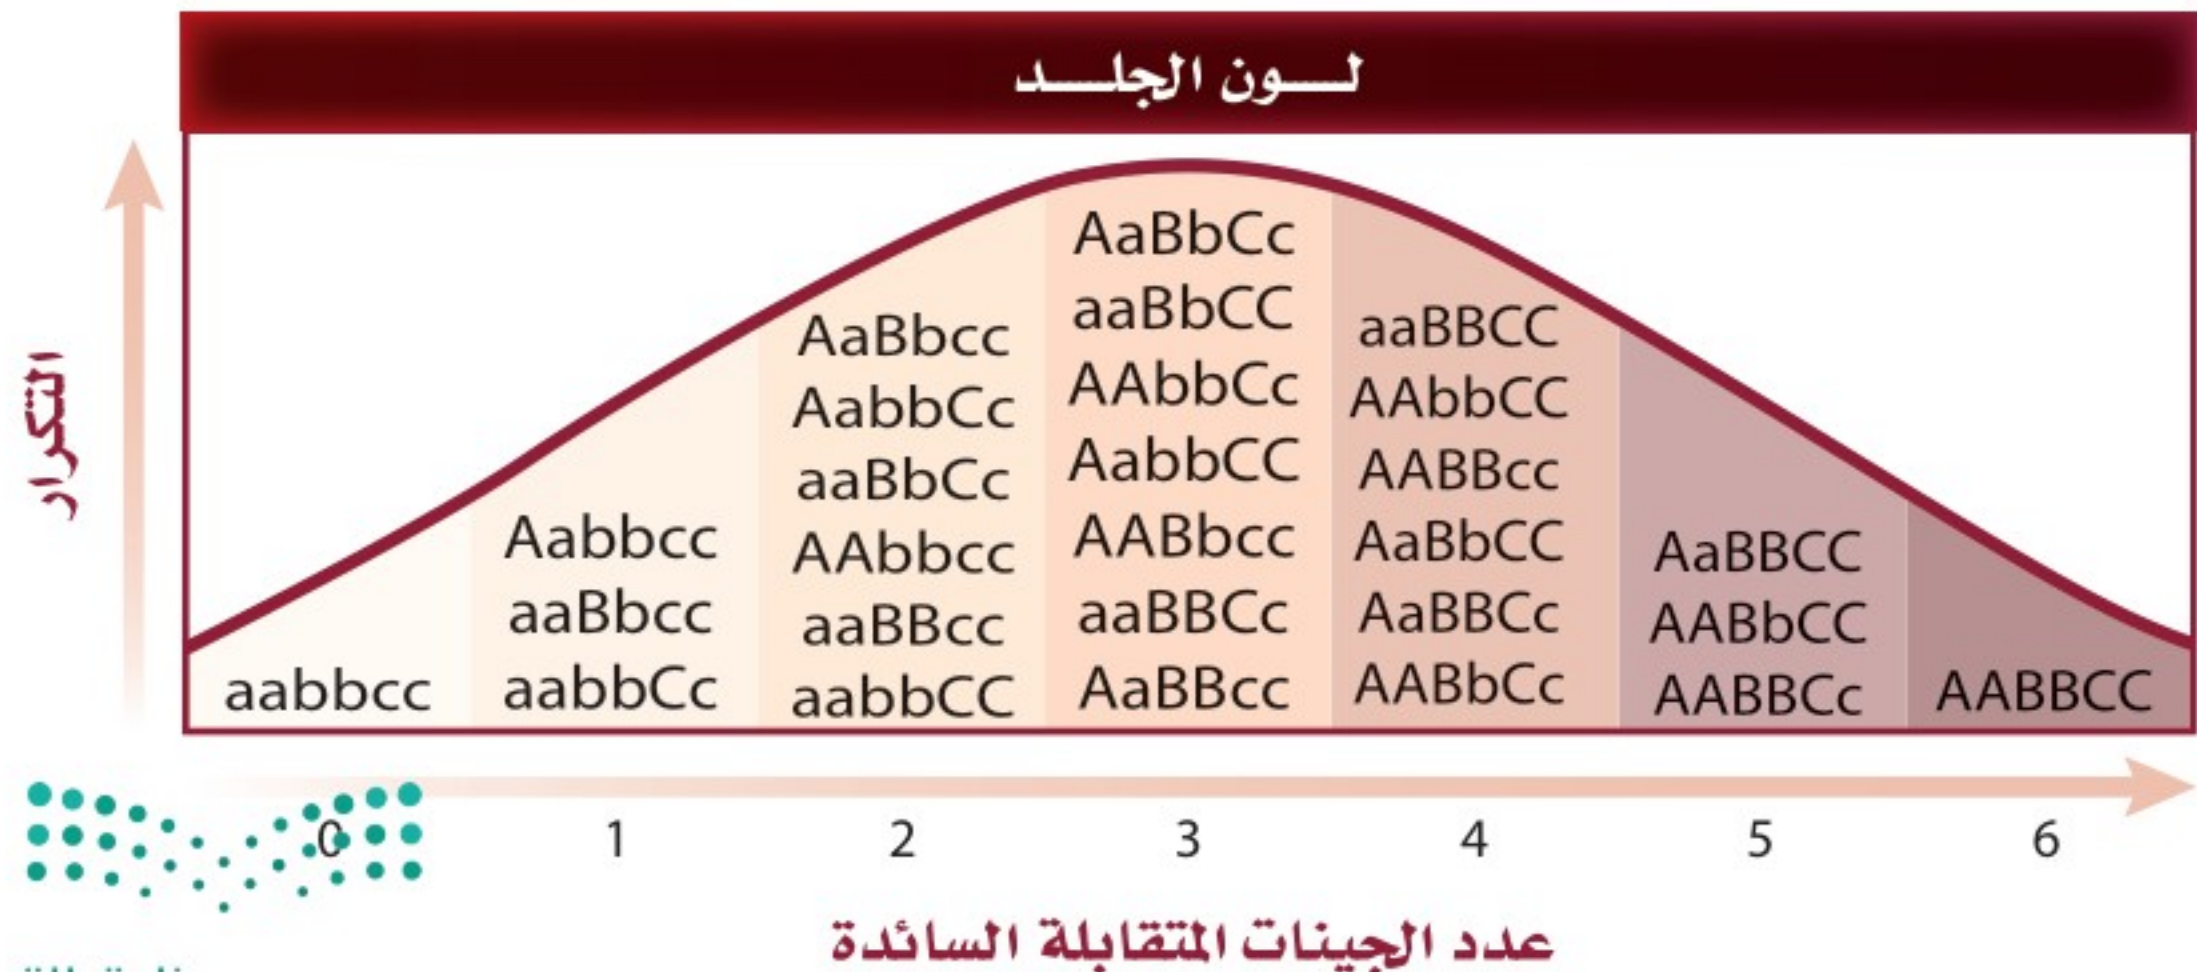 لون الجلد
التكرار
aabbcc
Aabbcc
aaBbcc
aabbCc
AaBbcc
AabbCc
aaBbCc
AAbbcc
aaBBcc
aabbCC
AaBbCc
aaBbCC
AAbbCc
AabbCC
AABbcc
aaBBCc
AaBBcc
aaBBCC
AAbbCC
AABBcc
AaBbCC
AaBBCc
AABbCc
AaBBCC
AABbCC
AABBCc
AABBCC
0 1 2 3 4 5 6
عدد الجينات المتقابلة السائدة